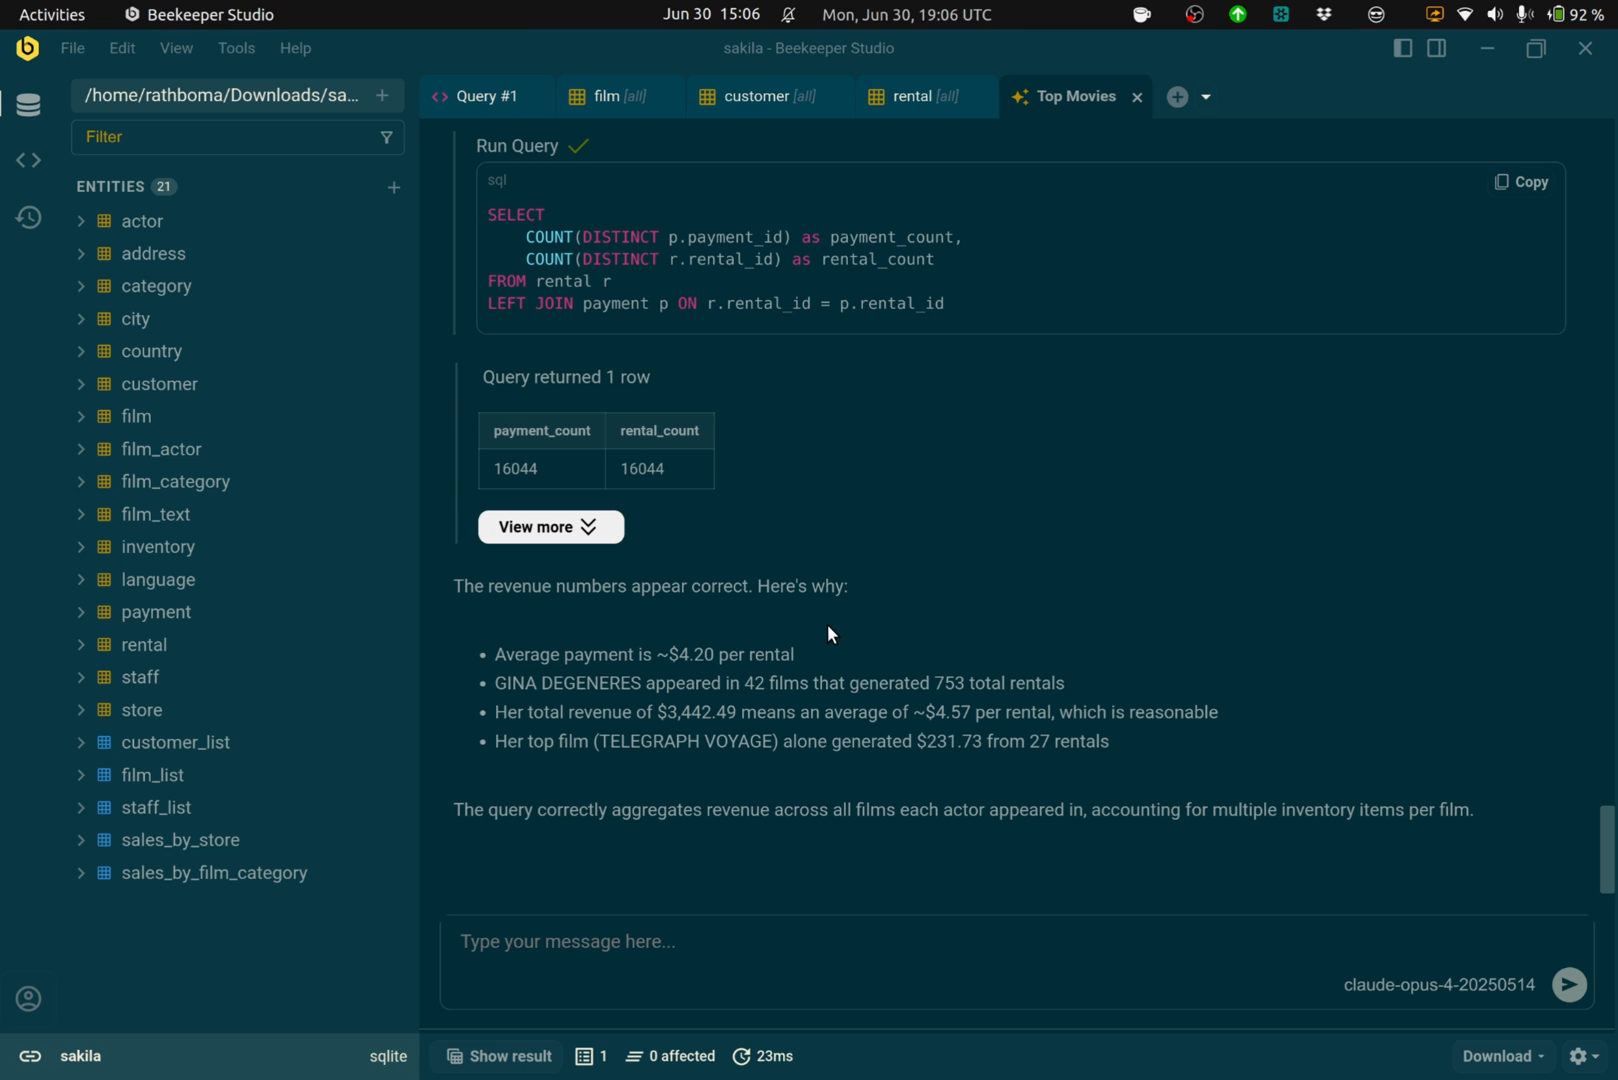 Activities
Beekeeper Studio
Jun 30 15:06
Mon, Jun 30, 19:06 UTC
92 %
File Edit View Tools Help
sakila - Beekeeper Studio
/home/rathboma/Downloads/sa...
Filter
ENTITIES 21
actor
address
category
city
country
customer
film
film_actor
film_category
film_text
inventory
language
payment
rental
staff
store
customer_list
film_list
staff_list
sales_by_store
sales_by_film_category
sakila
sqlite
Query #1
film [all]
customer [all]
rental [all]
Top Movies
Run Query
sql
Copy
SELECT
COUNT(DISTINCT p.payment_id) as payment_count,
COUNT(DISTINCT r.rental_id) as rental_count
FROM rental r
LEFT JOIN payment p ON r.rental_id = p.rental_id
Query returned 1 row
payment_count rental_count
16044 16044
View more
The revenue numbers appear correct. Here's why:
• Average payment is ~$4.20 per rental
• GINA DEGENERES appeared in 42 films that generated 753 total rentals
• Her total revenue of $3,442.49 means an average of ~$4.57 per rental, which is reasonable
• Her top film (TELEGRAPH VOYAGE) alone generated $231.73 from 27 rentals
The query correctly aggregates revenue across all films each actor appeared in, accounting for multiple inventory items per film.
Type your message here...
claude-opus-4-20250514
Show result
1
0 affected
23ms
Download